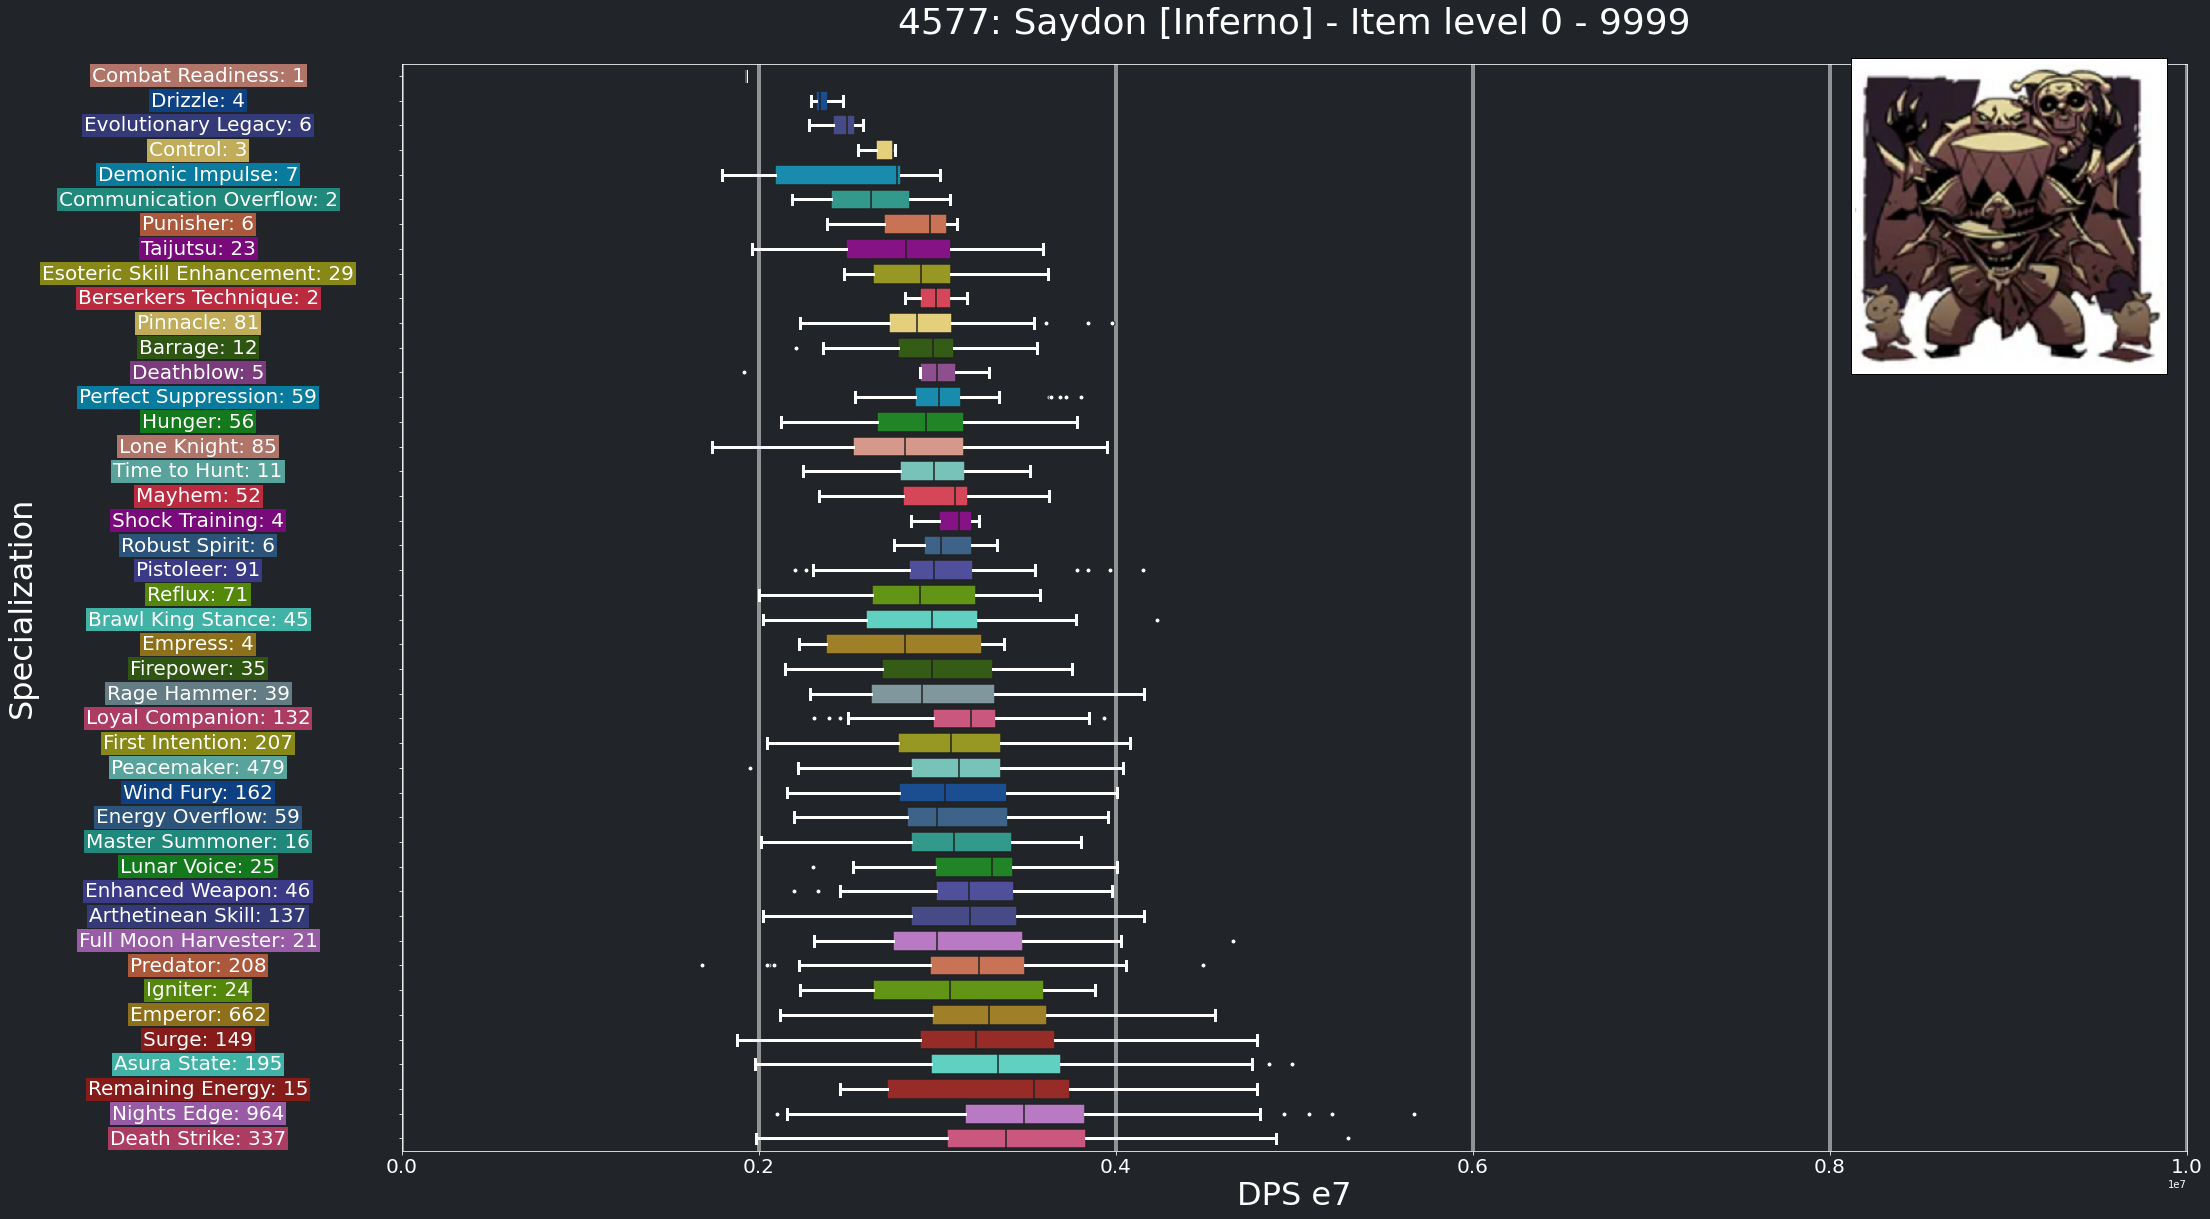 4577: Saydon [Inferno] - Item level 0 - 9999
Combat Readiness: 1
Drizzle: 4
Evolutionary Legacy: 6
Control: 3
Demonic Impulse: 7
Communication Overflow: 2
Punisher: 6
Taijutsu: 23
Esoteric Skill Enhancement: 29
Berserkers Technique: 2
Pinnacle: 81
Barrage: 12
Deathblow: 5
Perfect Suppression: 59
Hunger: 56
Lone Knight: 85
Time to Hunt: 11
Mayhem: 52
Shock Training: 4
Robust Spirit: 6
Pistoleer: 91
Reflux: 71
Brawl King Stance: 45
Empress: 4
Firepower: 35
Rage Hammer: 39
Loyal Companion: 132
First Intention: 207
Peacemaker: 479
Wind Fury: 162
Energy Overflow: 59
Master Summoner: 16
Lunar Voice: 25
Enhanced Weapon: 46
Arthetinean Skill: 137
Full Moon Harvester: 21
Predator: 208
Igniter: 24
Emperor: 662
Surge: 149
Asura State: 195
Remaining Energy: 15
Nights Edge: 964
Death Strike: 337
Specialization
0.0 0.2 0.4 0.6 0.8 1.0
1e7
DPS e7